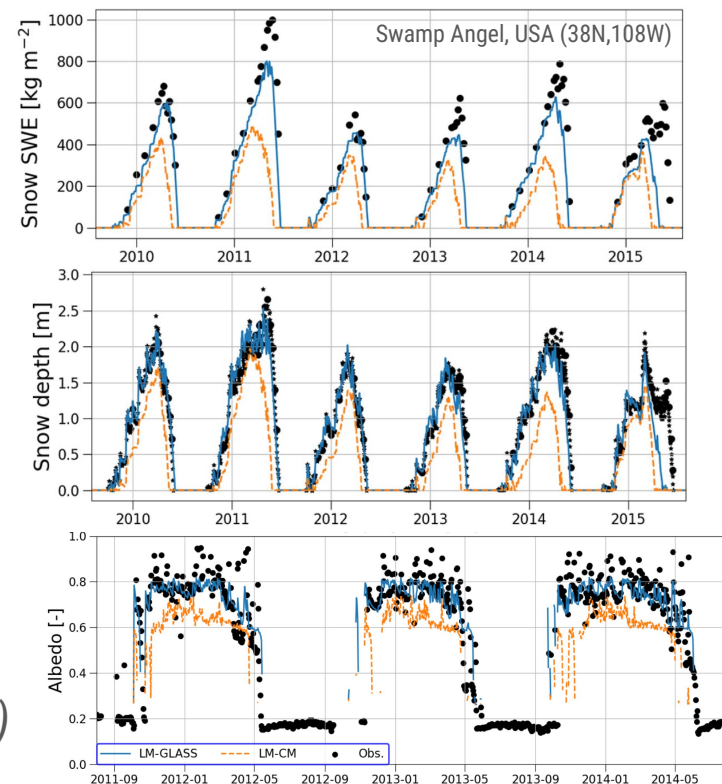 Swamp Angel, USA (38N,108W)
Snow SWE [kg m⁻²]
1000
800
600
400
200
0
2010 2011 2012 2013 2014 2015
Snow depth [m]
3.0
2.5
2.0
1.5
1.0
0.5
0.0
2010 2011 2012 2013 2014 2015
Albedo [-]
1.0
0.8
0.6
0.4
0.2
0.0
LM-GLASS LM-CM Obs.
2011-09 2012-01 2012-05 2012-09 2013-01 2013-05 2013-09 2014-01 2014-05
)